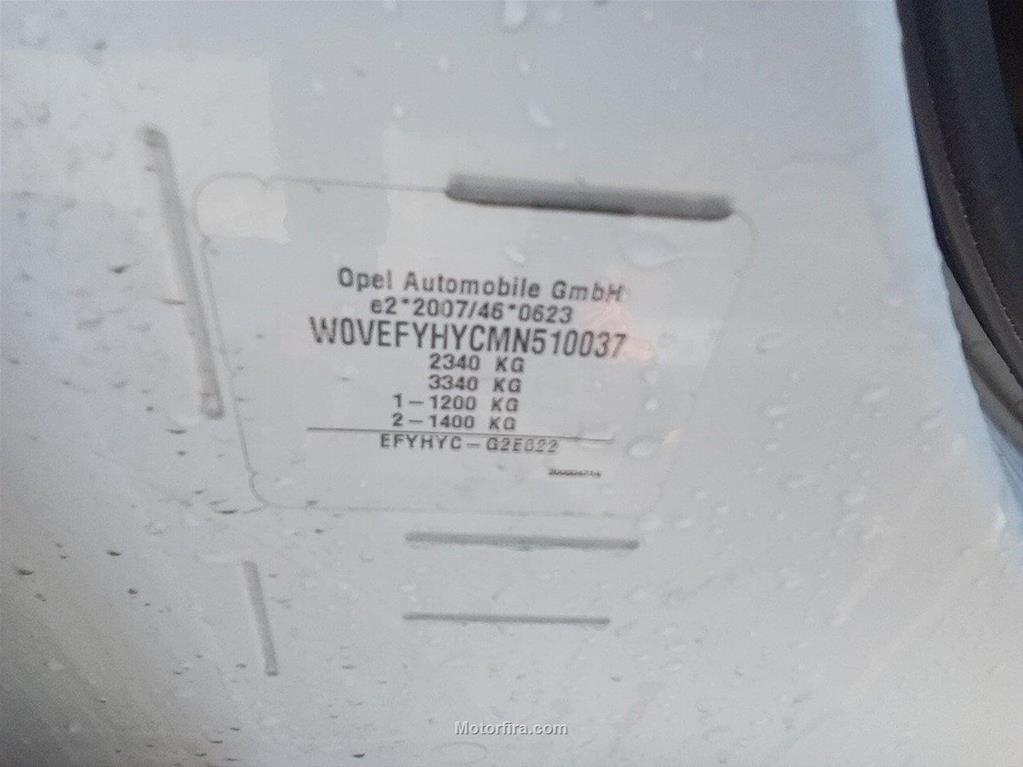 Opel Automobile GmbH
e2*2007/46*0623
W0VEFYHYCMN510037
2340 KG
3340 KG
1-1200 KG
2-1400 KG
EFYHYC-G2E022
Motorfira.com